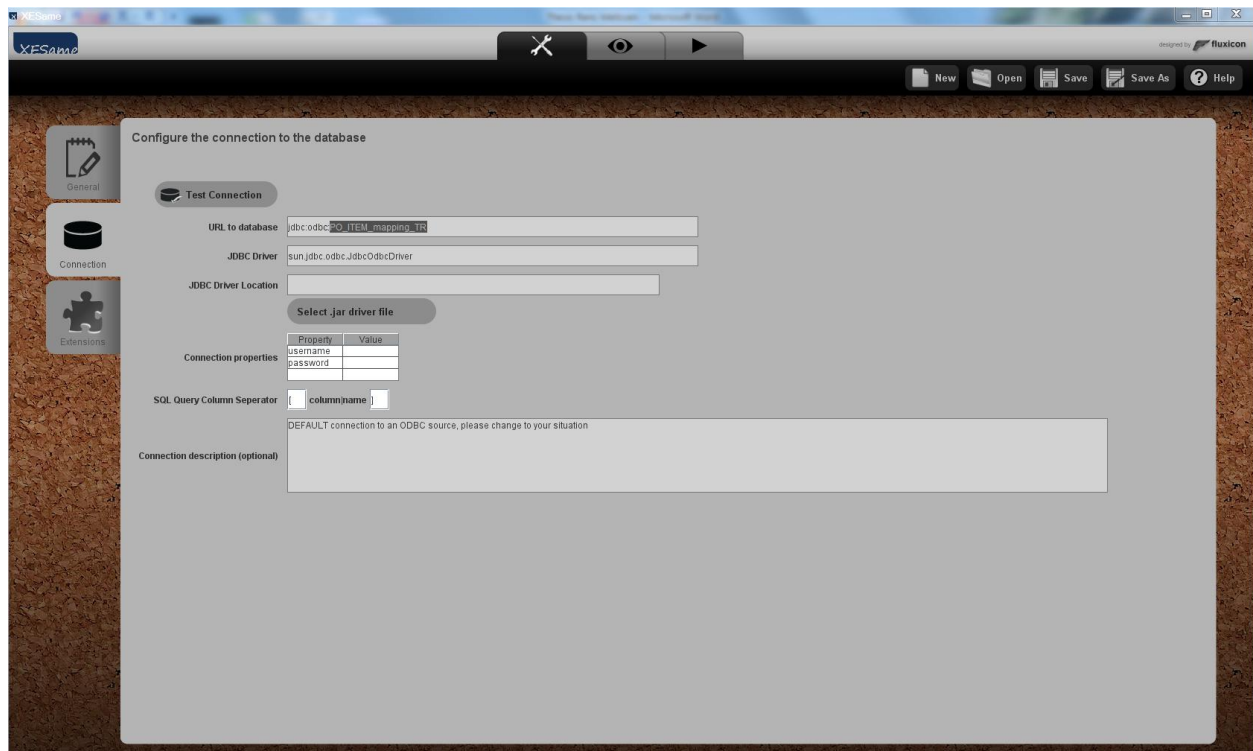 XESame
XESame
designed by fluxicon
New Open Save Save As Help
General
Connection
Extensions
Configure the connection to the database
Test Connection
URL to database jdbc:odbc:PO_ITEM_mapping_TR
JDBC Driver sun.jdbc.odbc.JdbcOdbcDriver
JDBC Driver Location
Select .jar driver file
Connection properties
Property Value
username
password
SQL Query Column Seperator [ column|name ]
DEFAULT connection to an ODBC source, please change to your situation
Connection description (optional)